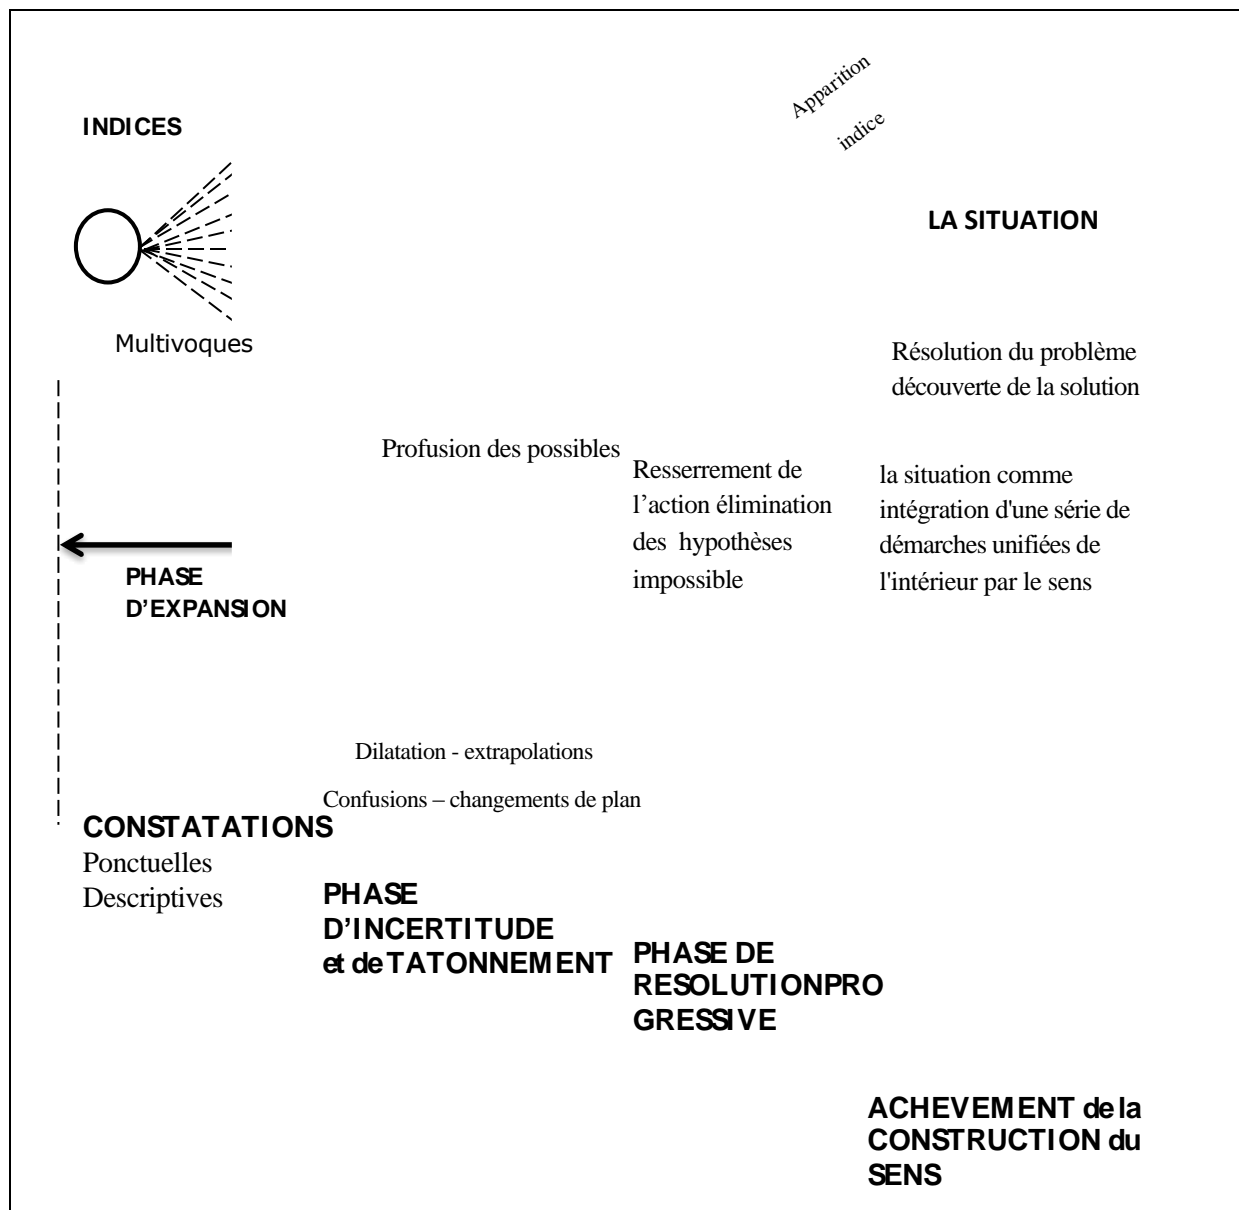 Apparition
indice
INDICES
LA SITUATION
Multivoques
Résolution du problème
découverte de la solution
Profusion des possibles
Resserrement de
l’action élimination
des hypothèses
impossible
la situation comme
intégration d'une série de
démarches unifiées de
l'intérieur par le sens
PHASE
D’EXPANSION
Dilatation - extrapolations
Confusions – changements de plan
CONSTATATIONS
Ponctuelles
Descriptives
PHASE
D’INCERTITUDE
et de TATONNEMENT
PHASE DE
RESOLUTIONPRO
GRESSIVE
ACHEVEMENT de la
CONSTRUCTION du
SENS